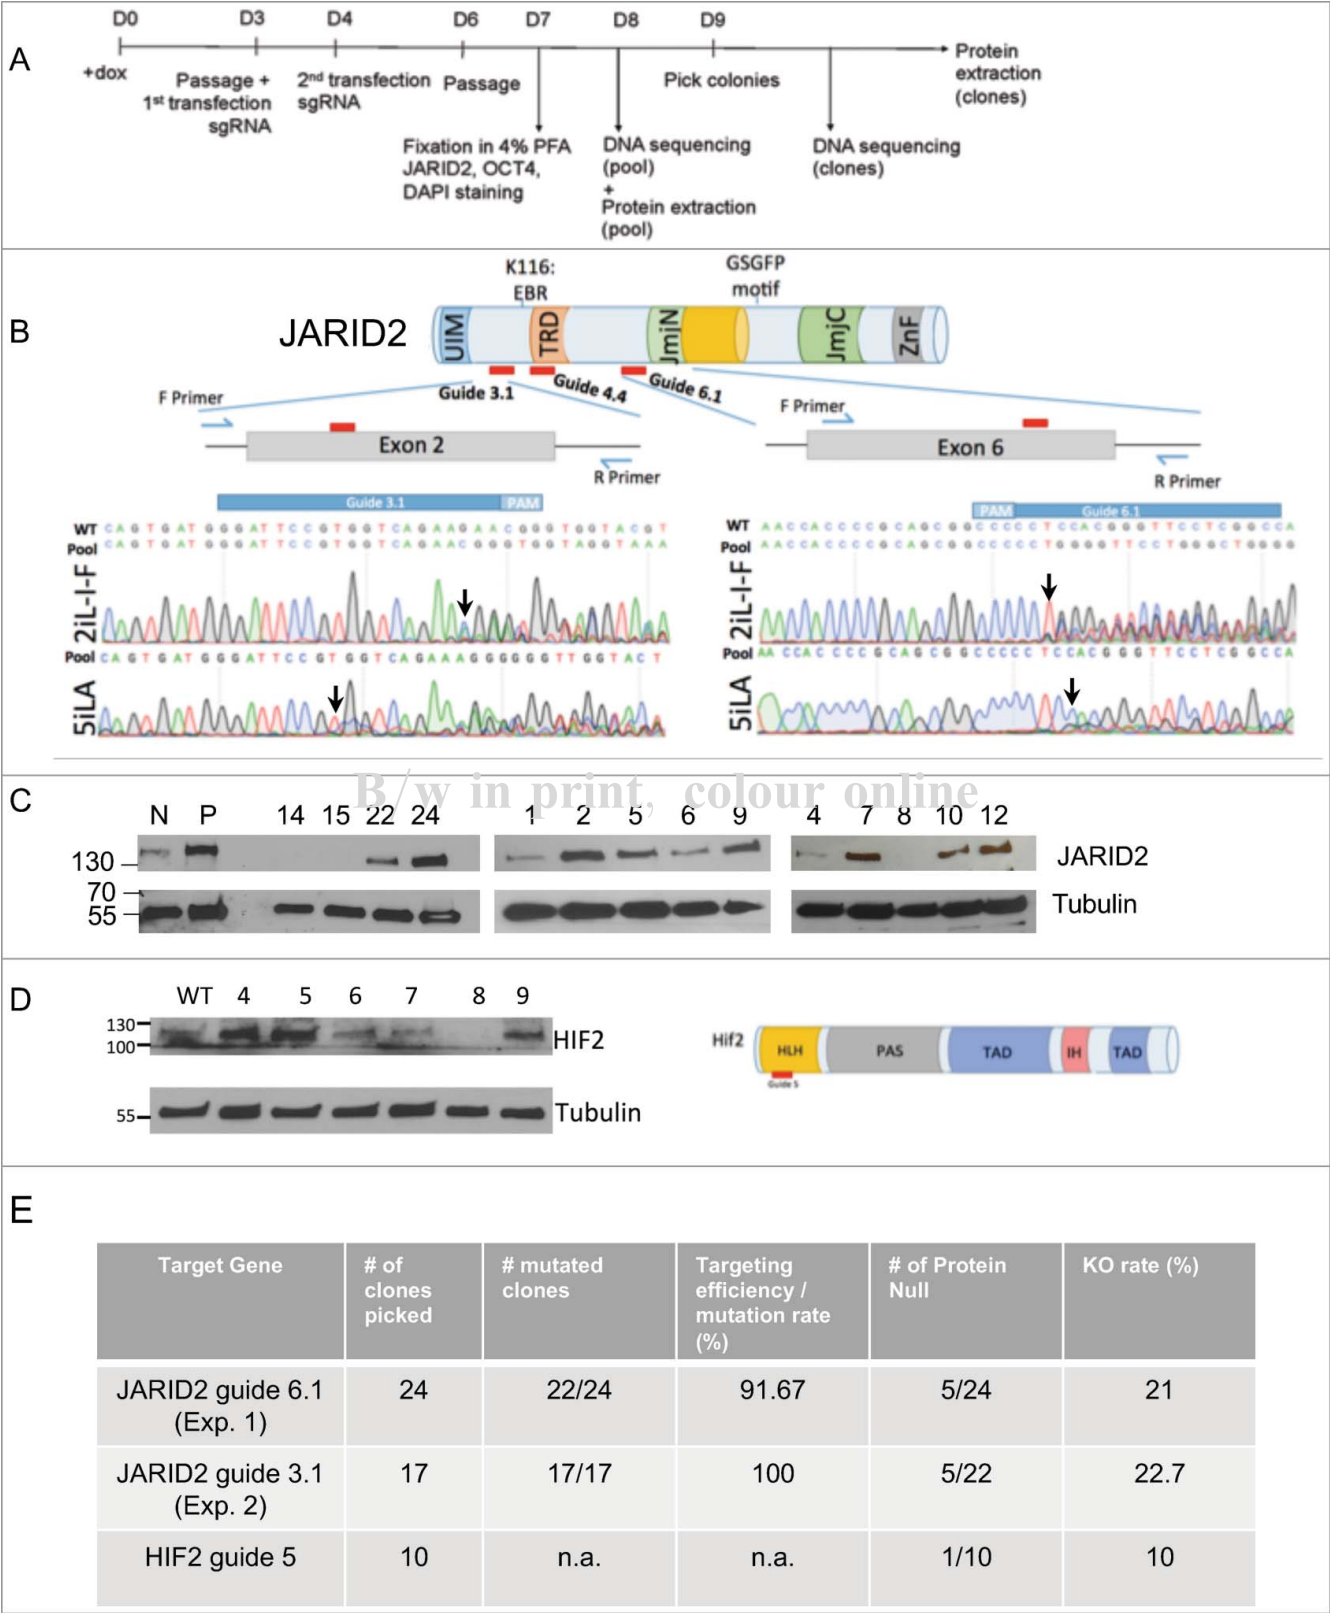 A
D0 D3 D4 D6 D7 D8 D9
+dox
Passage +
1st transfection
sgRNA
2nd transfection
sgRNA
Passage
Pick colonies
Protein
extraction
(clones)
Fixation in 4% PFA
JARID2, OCT4,
DAPI staining
DNA sequencing
(pool)
+
Protein extraction
(pool)
DNA sequencing
(clones)
B
JARID2
K116:
EBR
GSGFP
motif
UIM TRD JmjN JmjC ZnF
Guide 3.1 Guide 4.4 Guide 6.1
F Primer
Exon 2
R Primer
F Primer
Exon 6
R Primer
Guide 3.1 PAM
WT CAGTGATGGGATTCCGTGGTCAGAAGAACGGGTGGTACGT
Pool CAGTGATGGGATTCCGTGGTCAGAACGGGTGGTAGGTAAA
2iL-I-F
Pool CAGTGATGGGATTCCGTGGTCAGAAAGGGGGGTTGGTACT
5iLA
PAM Guide 6.1
WT AACCACCCCGCAGCGGCCCCCTCCACGGGTTCCTCGGCCA
Pool AACCACCCCGCAGCGGCCCCCTGGGGTTCCTGGGCTGGGG
2iL-I-F
Pool AACCACCCCGCAGCGGCCCCCTCCACGGGTTCCTCGGCCA
5iLA
B/w in print, colour online
C
N P 14 15 22 24 1 2 5 6 9 4 7 8 10 12
130
JARID2
70
55
Tubulin
D
WT 4 5 6 7 8 9
130
100
HIF2
55
Tubulin
Hif2
HLH PAS TAD IH TAD
Guide 5
E
Target Gene
# of
clones
picked
# mutated
clones
Targeting
efficiency /
mutation rate
(%)
# of Protein
Null
KO rate (%)
JARID2 guide 6.1
(Exp. 1)
24 22/24 91.67 5/24 21
JARID2 guide 3.1
(Exp. 2)
17 17/17 100 5/22 22.7
HIF2 guide 5 10 n.a. n.a. 1/10 10